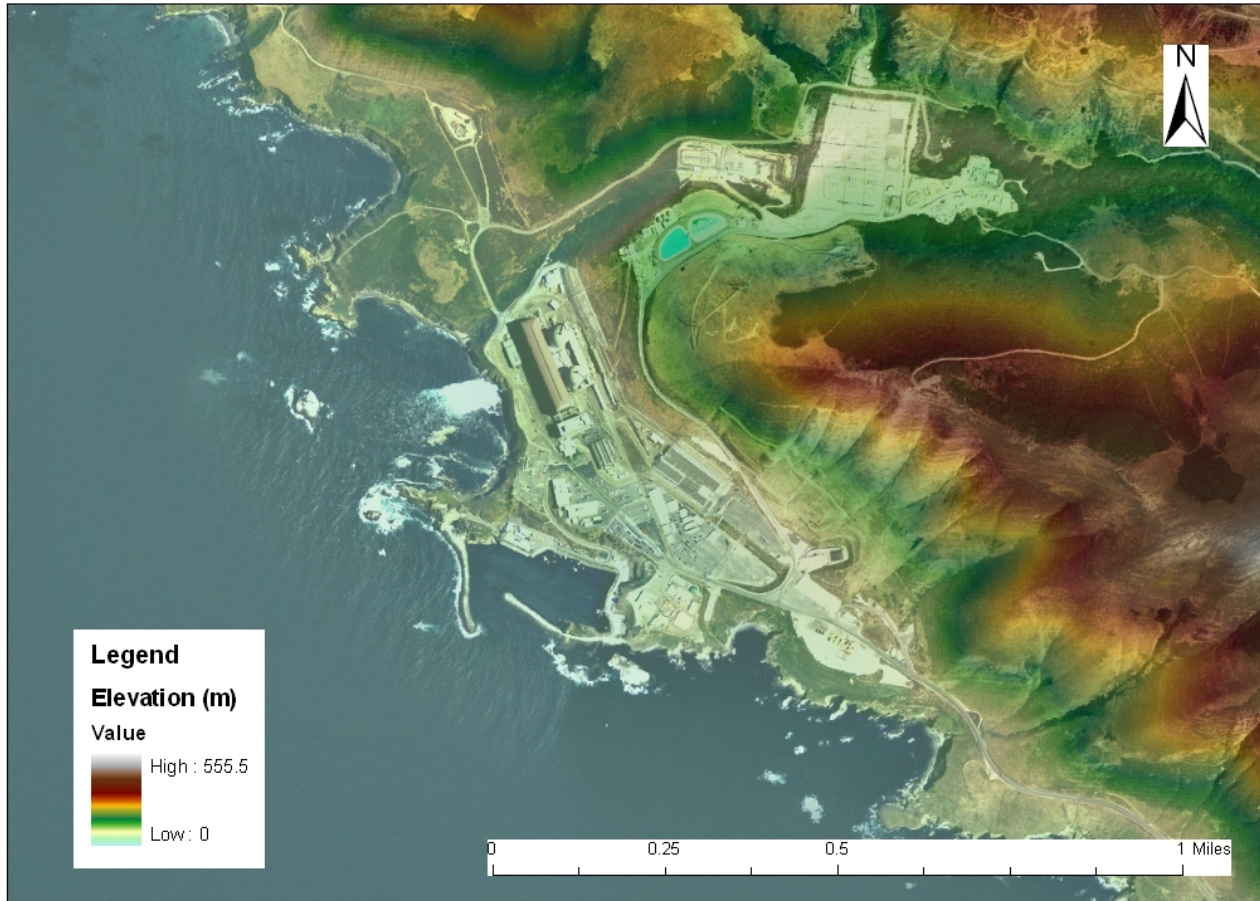 N
Legend
Elevation (m)
Value
High : 555.5
Low : 0
0 0.25 0.5 1 Miles